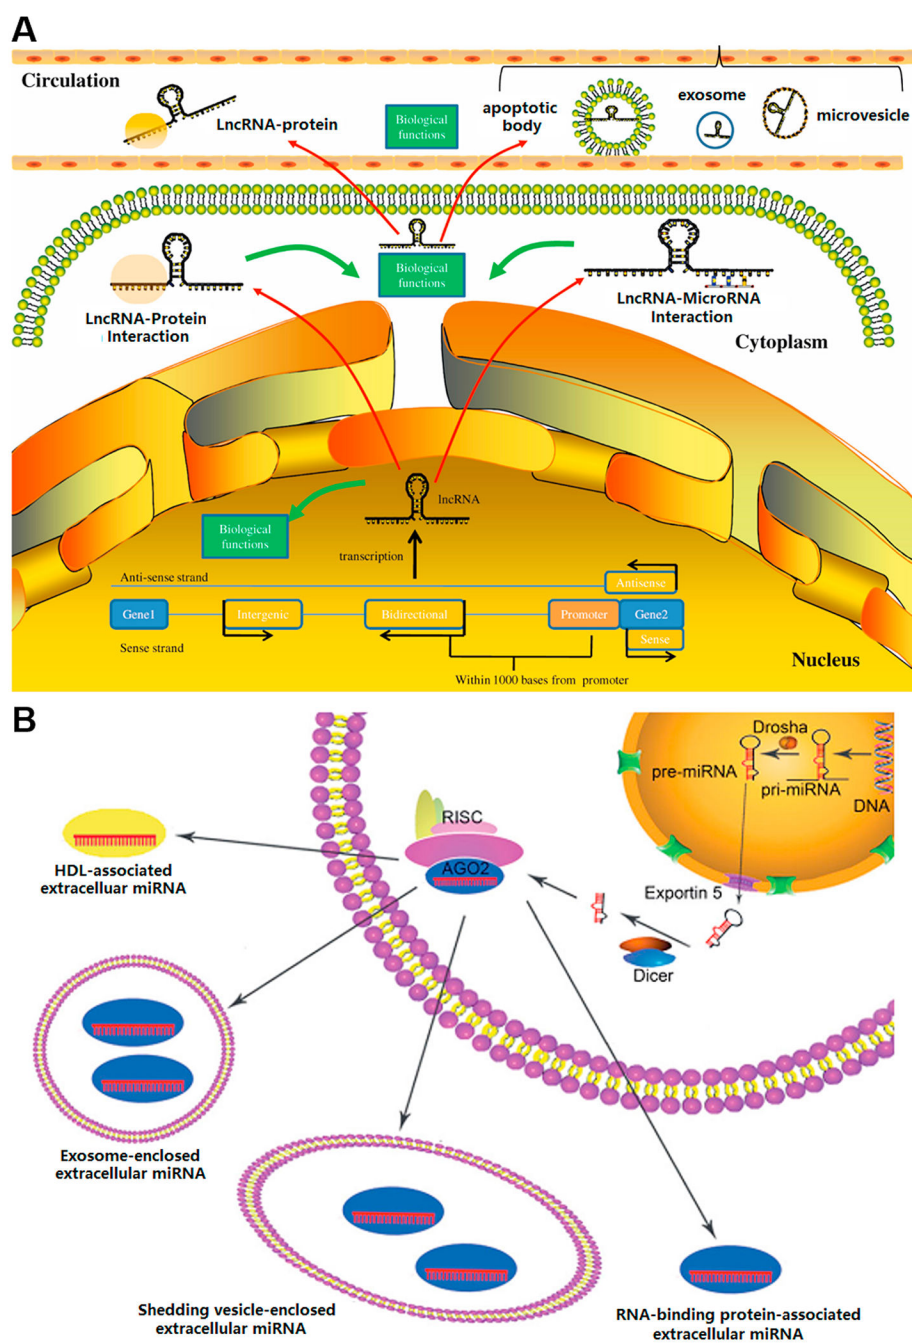 A
Circulation
LncRNA-protein
Biological
functions
apoptotic
body
exosome
microvesicle
LncRNA-Protein
Interaction
Biological
functions
LncRNA-MicroRNA
Interaction
Cytoplasm
lncRNA
Biological
functions
transcription
Anti-sense strand
Antisense
Gene1
Intergenic
Bidirectional
Promoter
Gene2
Sense strand
Sense
Within 1000 bases from promoter
Nucleus
B
Drosha
pre-miRNA
pri-miRNA
DNA
RISC
AGO2
HDL-associated
extracelluar miRNA
Exportin 5
Dicer
Exosome-enclosed
extracellular miRNA
Shedding vesicle-enclosed
extracellular miRNA
RNA-binding protein-associated
extracellular miRNA